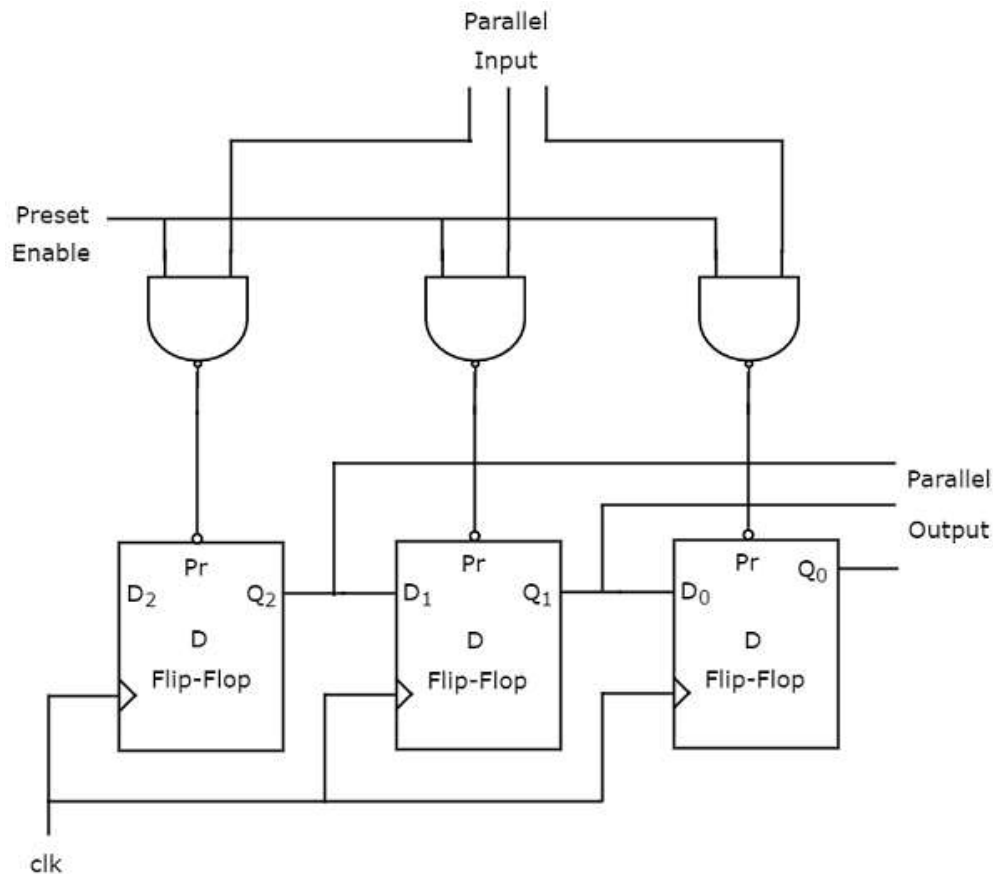 Parallel
Input
Preset
Enable
Parallel
Output
Pr
Pr
Pr
D₂
Q₂
D₁
Q₁
D₀
Q₀
D
D
D
Flip-Flop
Flip-Flop
Flip-Flop
clk